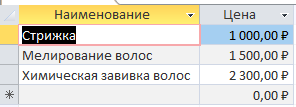 Наименование Цена
Стрижка 1 000,00 ₽
Мелирование волос 1 500,00 ₽
Химическая завивка волос 2 300,00 ₽
* 0,00 ₽